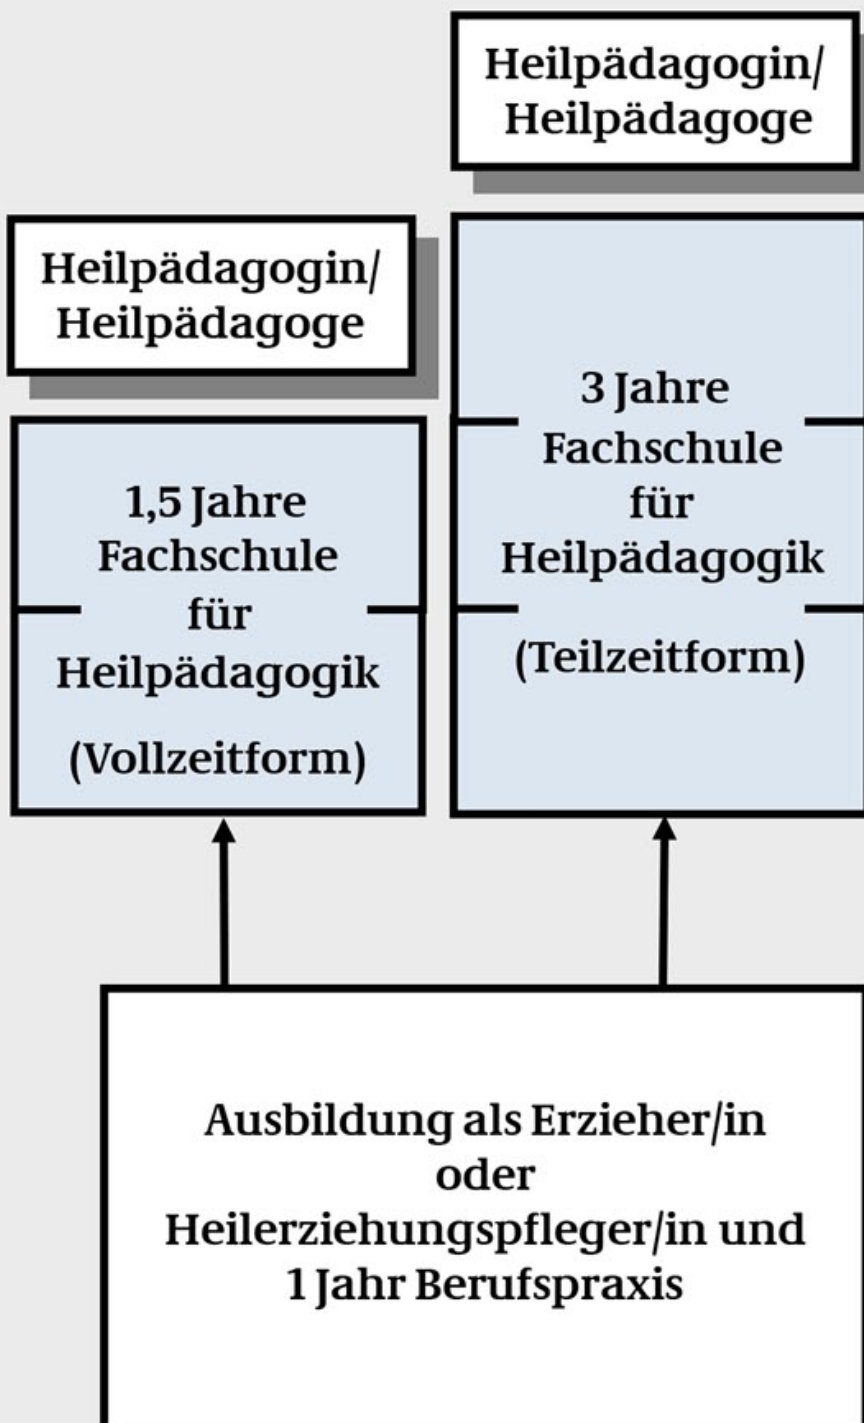 Heilpädagogin/
Heilpädagoge
Heilpädagogin/
Heilpädagoge
3 Jahre
Fachschule
für
Heilpädagogik
(Teilzeitform)
1,5 Jahre
Fachschule
für
Heilpädagogik
(Vollzeitform)
Ausbildung als Erzieher/in
oder
Heilerziehungspfleger/in und
1 Jahr Berufspraxis